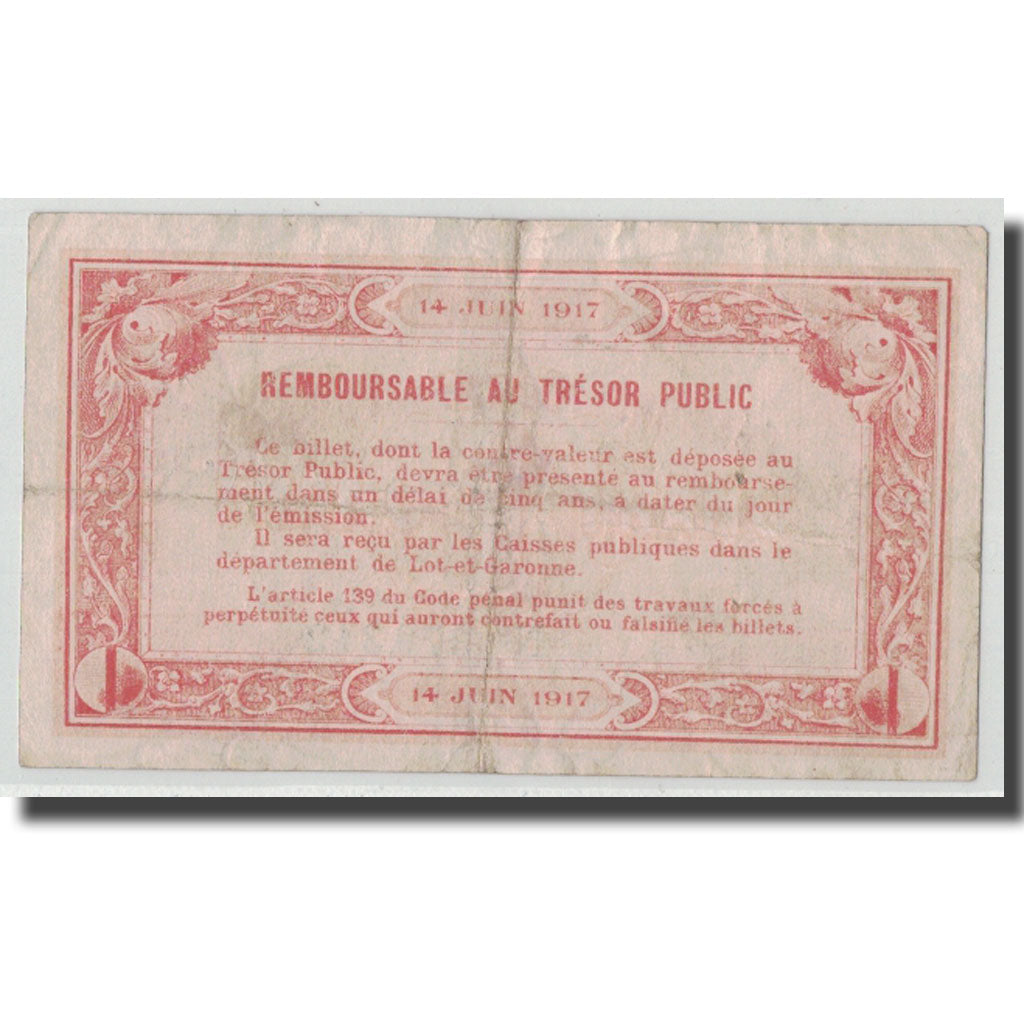 14 JUIN 1917
REMBOURSABLE AU TRÉSOR PUBLIC
Ce billet, dont la contre-valeur est déposée au
Trésor Public, devra être présenté au rembourse-
ment dans un délai de cinq ans, à dater du jour
de l'émission.
Il sera reçu par les Caisses publiques dans le
département de Lot-et-Garonne.
L'article 139 du Code pénal punit des travaux forcés à
perpétuité ceux qui auront contrefait ou falsifié les billets.
1 1
14 JUIN 1917